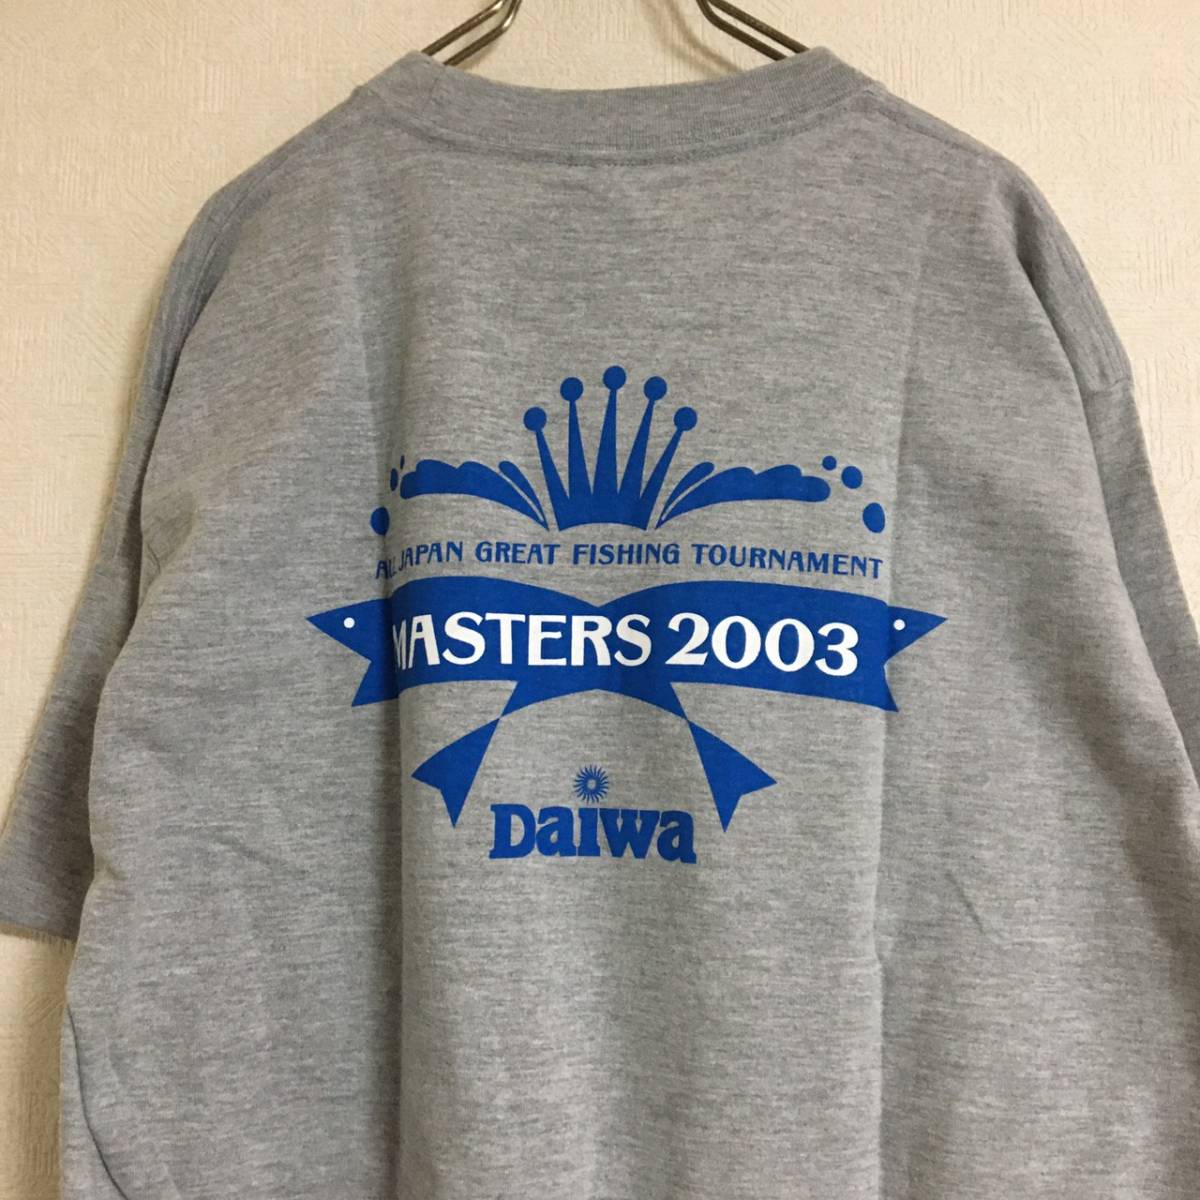 ALL JAPAN GREAT FISHING TOURNAMENT
MASTERS 2003
Daiwa